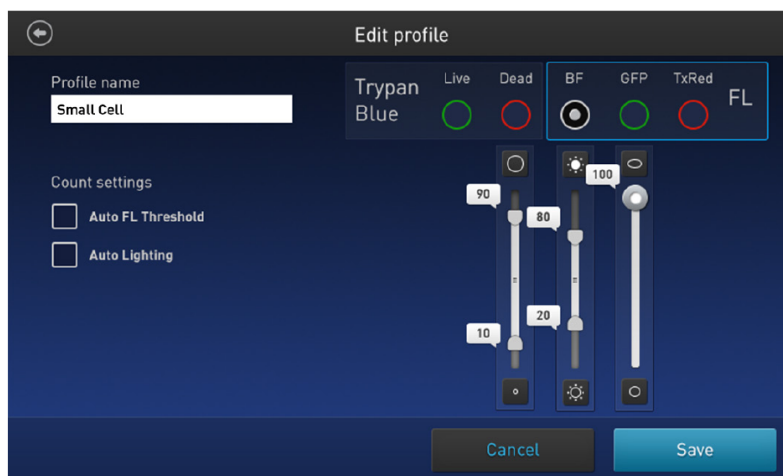 Edit profile
Profile name
Small Cell
Trypan
Blue
Live
Dead
BF
GFP
TxRed
FL
Count settings
Auto FL Threshold
Auto Lighting
90
10
80
20
100
Cancel
Save